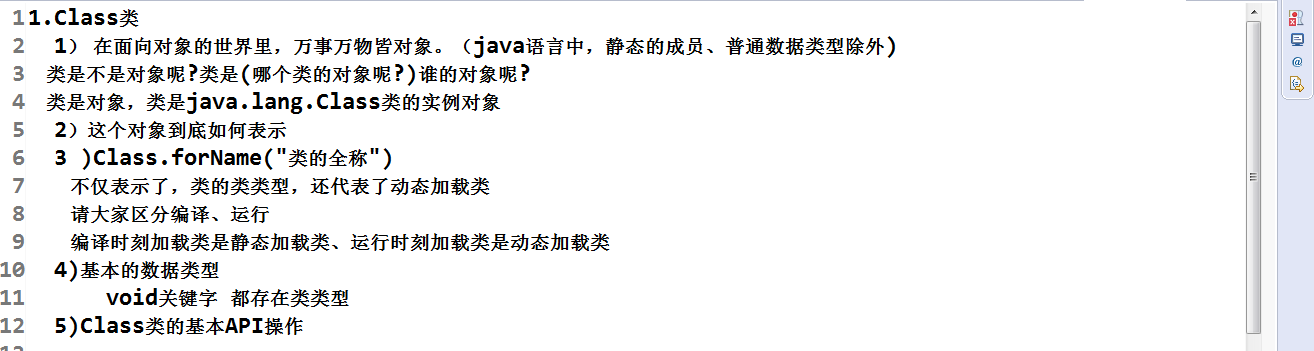 1 1.Class类
2 1） 在面向对象的世界里，万事万物皆对象。（java语言中，静态的成员、普通数据类型除外)
3 类是不是对象呢?类是(哪个类的对象呢?)谁的对象呢?
4 类是对象，类是java.lang.Class类的实例对象
5 2）这个对象到底如何表示
6 3 )Class.forName("类的全称")
7 不仅表示了，类的类类型，还代表了动态加载类
8 请大家区分编译、运行
9 编译时刻加载类是静态加载类、运行时刻加载类是动态加载类
10 4)基本的数据类型
11 void关键字 都存在类类型
12 5)Class类的基本API操作